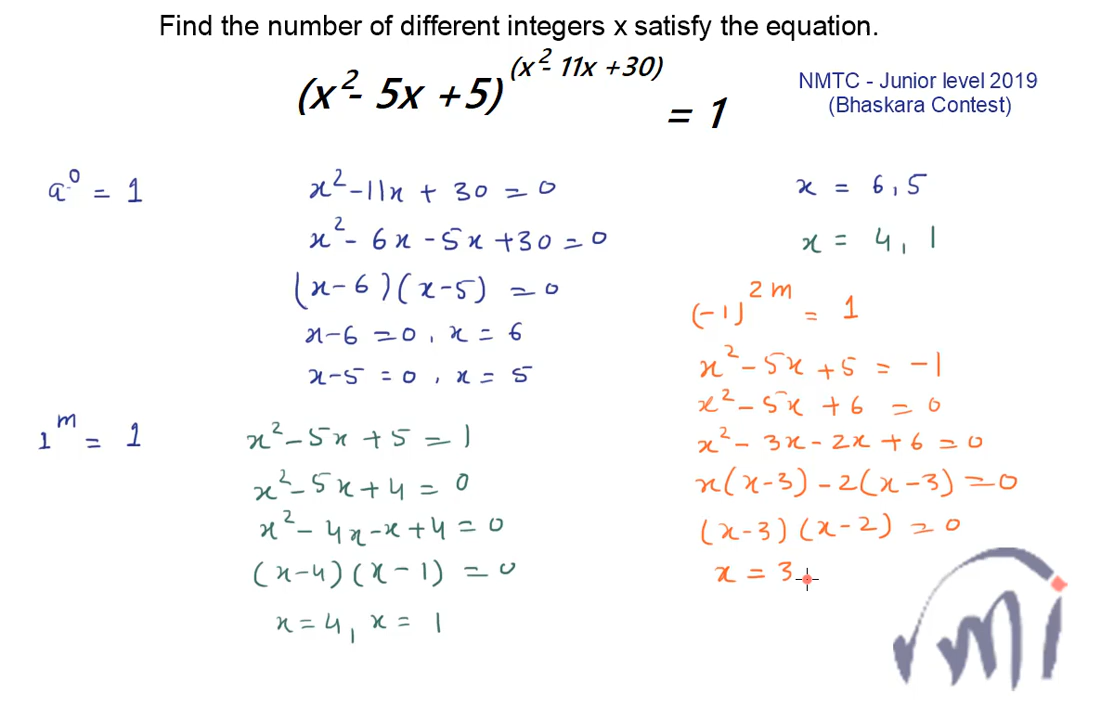 Find the number of different integers x satisfy the equation.
(x² - 5x +5)^(x² - 11x +30) = 1
NMTC - Junior level 2019
(Bhaskara Contest)
a⁰ = 1
x² - 11x + 30 = 0
x² - 6x - 5x + 30 = 0
(x - 6)(x - 5) = 0
x - 6 = 0, x = 6
x - 5 = 0, x = 5
1^m = 1
x² - 5x + 5 = 1
x² - 5x + 4 = 0
x² - 4x - x + 4 = 0
(x - 4)(x - 1) = 0
x = 4, x = 1
x = 6, 5
x = 4, 1
(-1)^2m = 1
x² - 5x + 5 = -1
x² - 5x + 6 = 0
x² - 3x - 2x + 6 = 0
x(x - 3) - 2(x - 3) = 0
(x - 3)(x - 2) = 0
x = 3
vmi